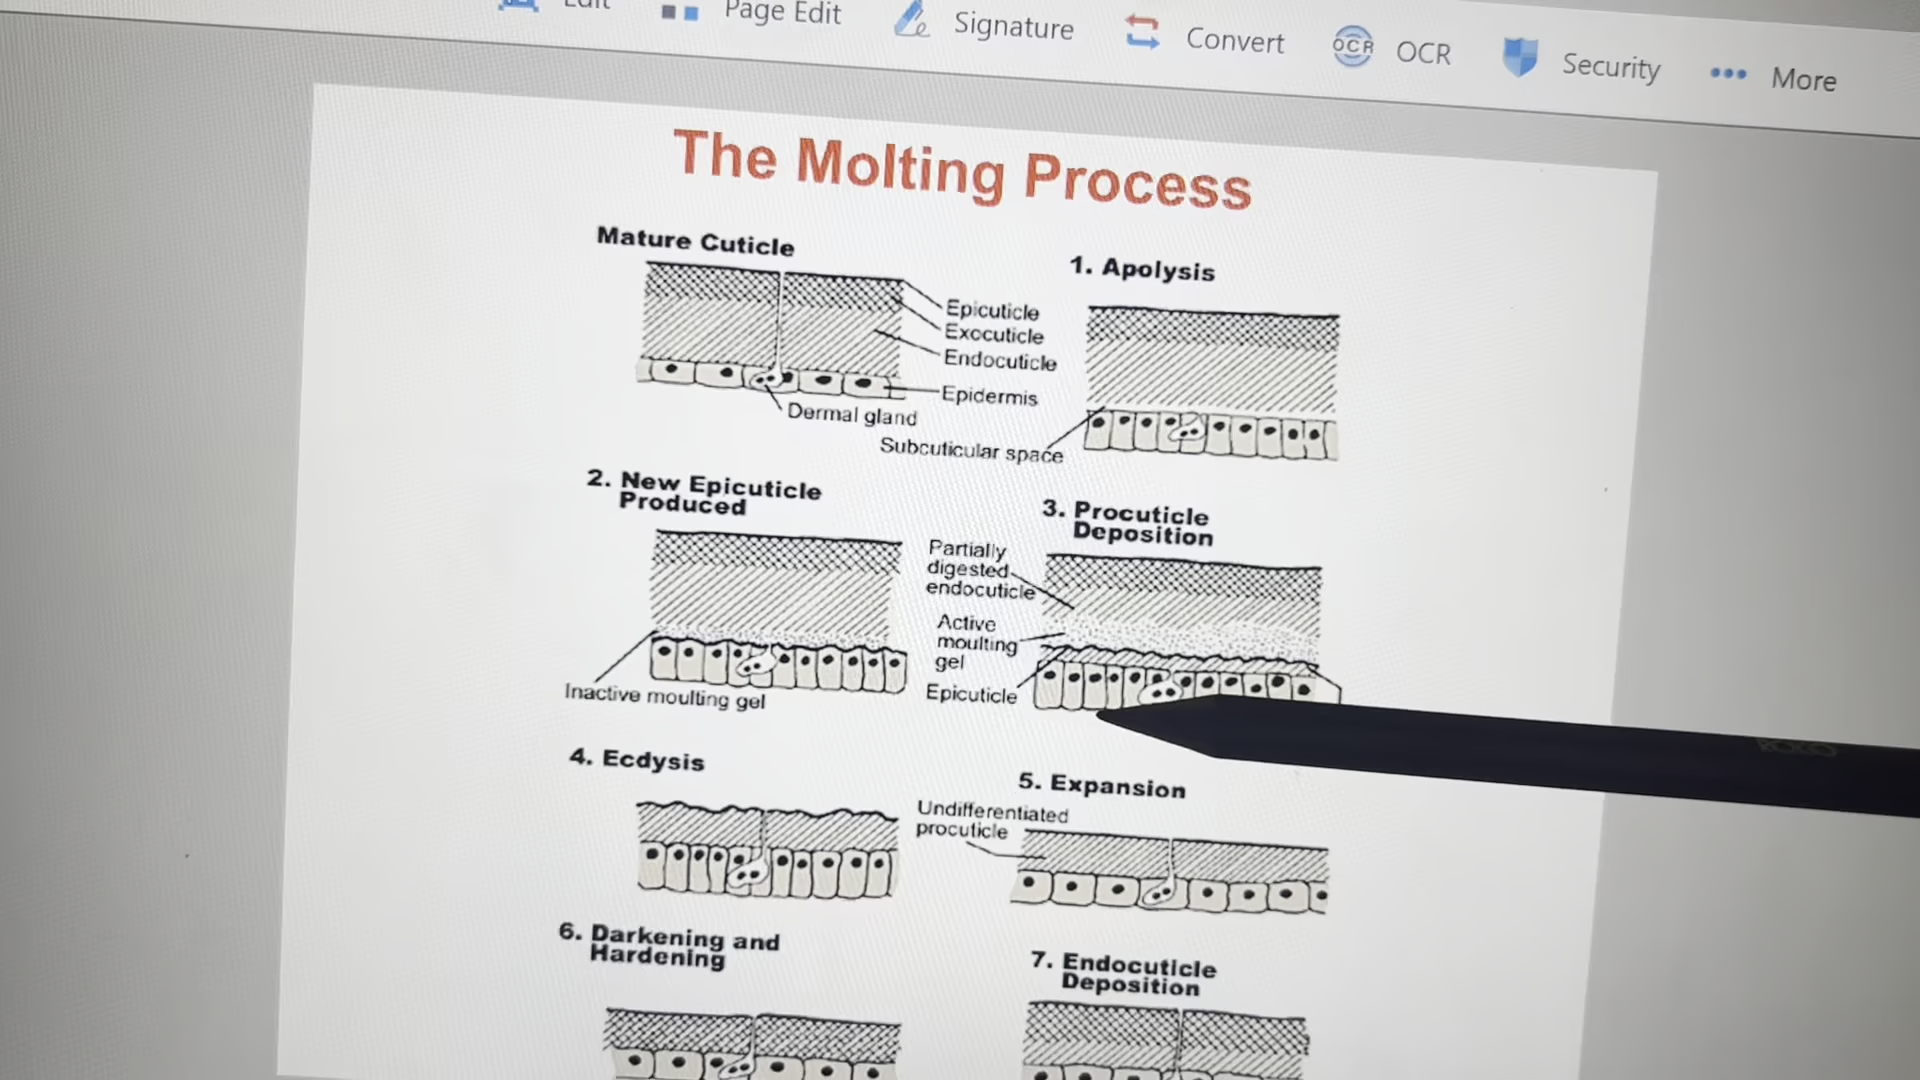 Edit
Page Edit
Signature
Convert
OCR
OCR
Security
More
The Molting Process
Mature Cuticle
Epicuticle
Exocuticle
Endocuticle
Epidermis
Dermal gland
1. Apolysis
Subcuticular space
2. New Epicuticle
Produced
Inactive moulting gel
3. Procuticle
Deposition
Partially
digested
endocuticle
Active
moulting
gel
Epicuticle
4. Ecdysis
5. Expansion
Undifferentiated
procuticle
6. Darkening and
Hardening
7. Endocuticle
Deposition